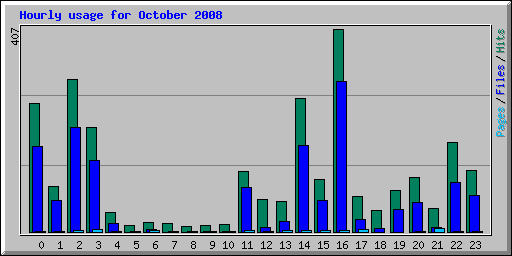 Hourly usage for October 2008
407
Pages/Files/Hits
0 1 2 3 4 5 6 7 8 9 10 11 12 13 14 15 16 17 18 19 20 21 22 23